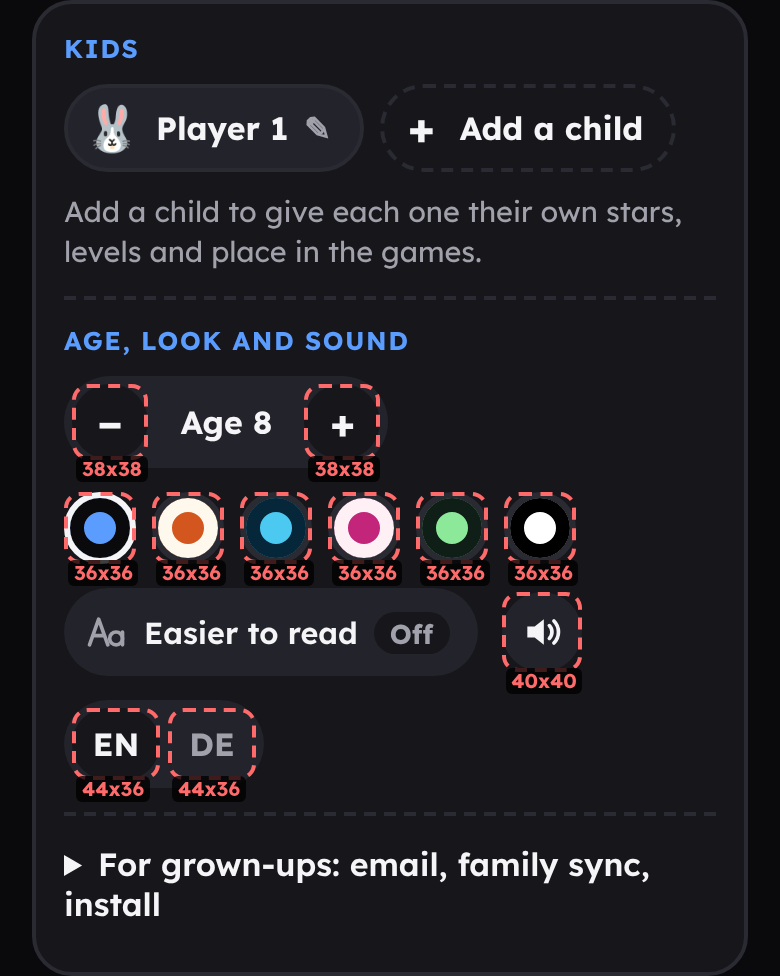 KIDS
Player 1 ✎
+ Add a child
Add a child to give each one their own stars,
levels and place in the games.
AGE, LOOK AND SOUND
− Age 8 +
38x38 38x38
36x36 36x36 36x36 36x36 36x36 36x36
Aa Easier to read Off
40x40
EN DE
44x36 44x36
▶ For grown-ups: email, family sync,
install